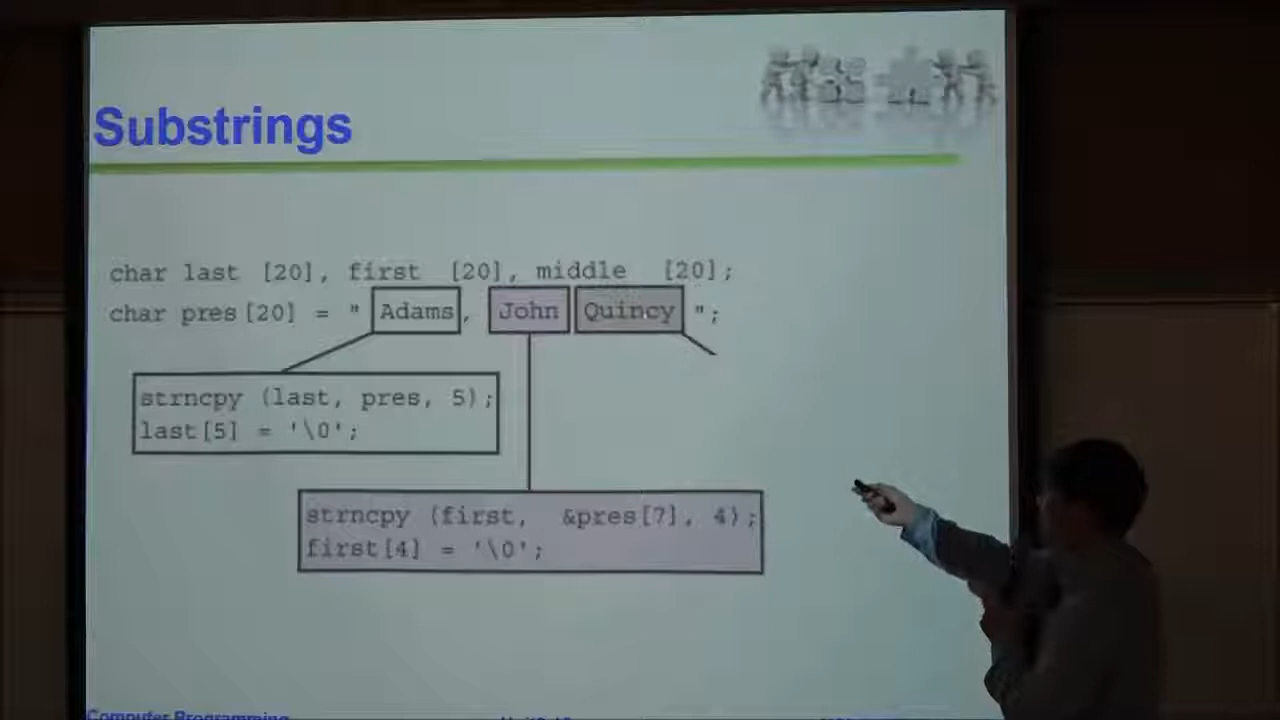 Substrings
char last [20], first [20], middle [20];
char pres[20] = " Adams, John Quincy ";
strncpy (last, pres, 5);
last[5] = '\0';
strncpy (first, &pres[7], 4);
first[4] = '\0';
Computer Programming